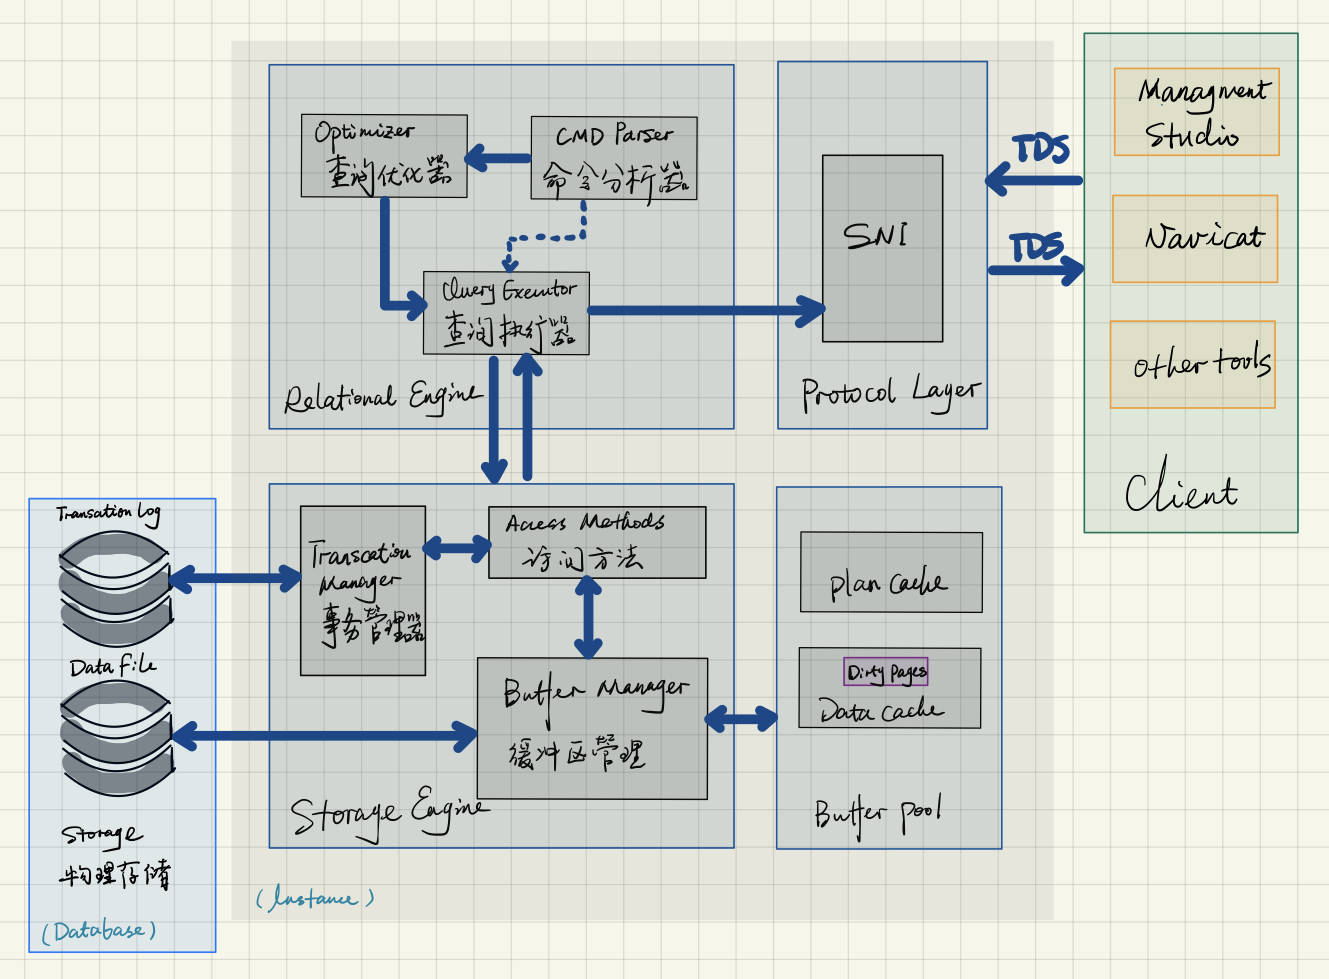 Optimizer
查询优化器
CMD Parser
命令分析器
Query Executor
查询执行器
Relational Engine
SNI
Protocol Layer
TDS
TDS
Managment
Studio
Navicat
other tools
Client
Transation Log
Data File
Storage
物理存储
(Database)
Transcation
Manager
事务管理器
Access Methods
访问方法
Buffer Manager
缓冲区管理
Storage Engine
plan cache
Dirty Pages
Data cache
Buffer pool
(Instance)